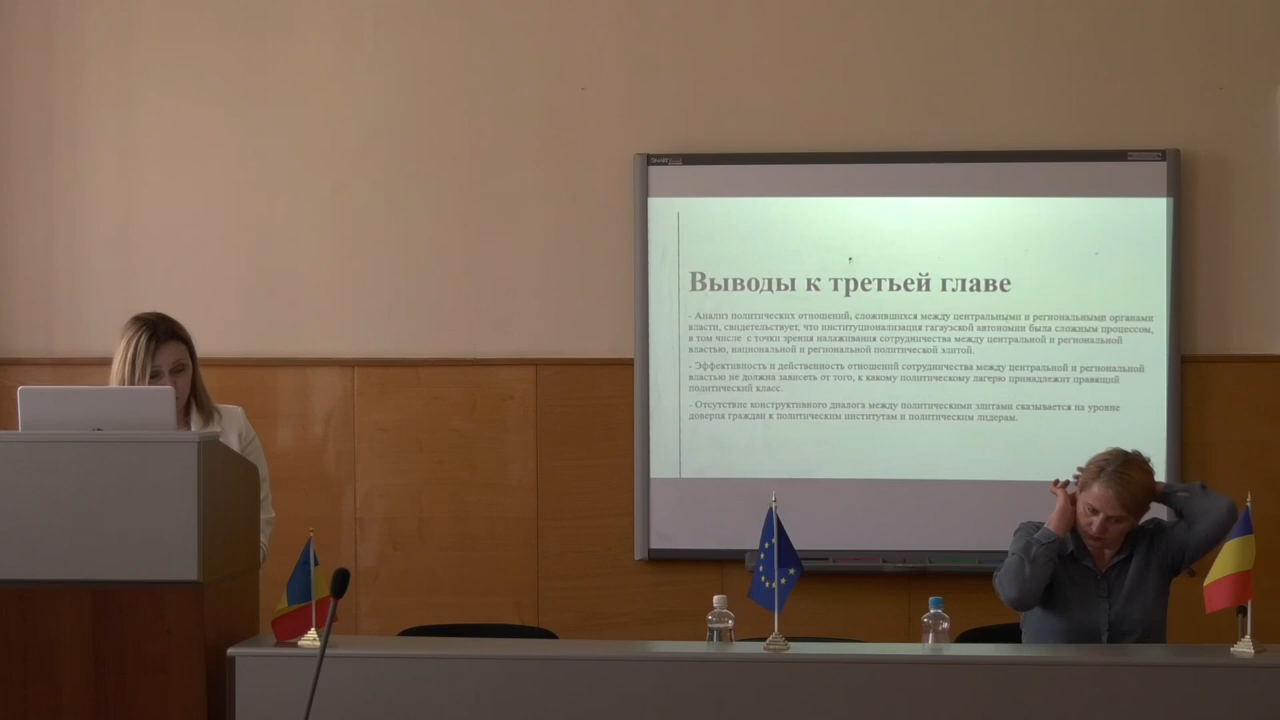 SMART Board
Выводы к третьей главе
- Анализ политических отношений, сложившихся между центральными и региональными органами
власти, свидетельствует, что институционализация гагаузской автономии была сложным процессом,
в том числе с точки зрения налаживания сотрудничества между центральной и региональной
властью, национальной и региональной политической элитой.
- Эффективность и действенность отношений сотрудничества между центральной и региональной
властью не должна зависеть от того, к какому политическому лагерю принадлежит правящий
политический класс.
- Отсутствие конструктивного диалога между политическими элитами сказывается на уровне
доверия граждан к политическим институтам и политическим лидерам.